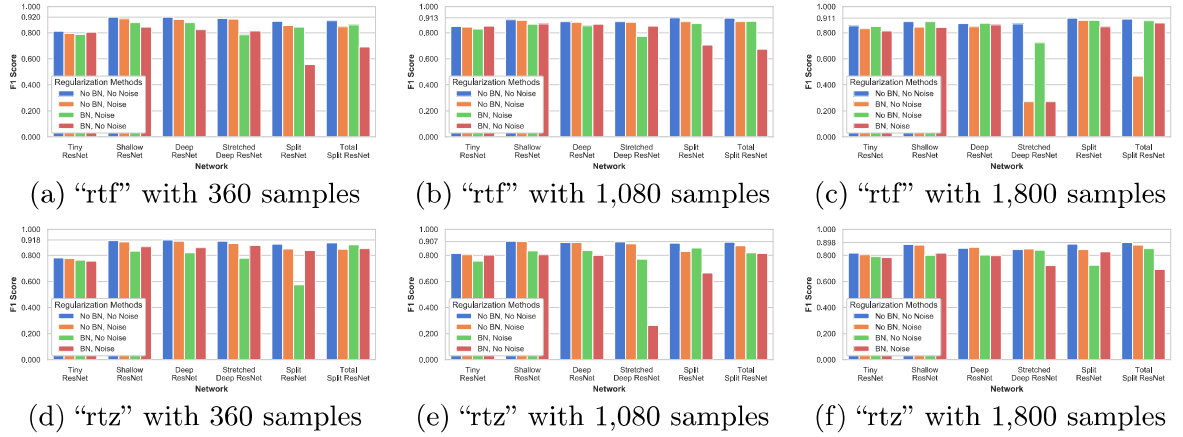 1.000
0.920
0.800
0.600
0.400
0.200
0.000
F1 Score
Regularization Methods
No BN, No Noise
No BN, Noise
BN, Noise
BN, No Noise
Tiny Shallow Deep Stretched Split Total
ResNet ResNet ResNet Deep ResNet ResNet Split ResNet
Network
(a) “rtf” with 360 samples
1.000
0.913
0.800
0.600
0.400
0.200
0.000
F1 Score
Regularization Methods
No BN, No Noise
No BN, Noise
BN, Noise
BN, No Noise
Tiny Shallow Deep Stretched Split Total
ResNet ResNet ResNet Deep ResNet ResNet Split ResNet
Network
(b) “rtf” with 1,080 samples
1.000
0.911
0.800
0.600
0.400
0.200
0.000
F1 Score
Regularization Methods
No BN, No Noise
No BN, Noise
BN, No Noise
BN, Noise
Tiny Shallow Deep Stretched Split Total
ResNet ResNet ResNet Deep ResNet ResNet Split ResNet
Network
(c) “rtf” with 1,800 samples
1.000
0.918
0.800
0.600
0.400
0.200
0.000
F1 Score
Regularization Methods
No BN, No Noise
No BN, Noise
BN, No Noise
BN, Noise
Tiny Shallow Deep Stretched Split Total
ResNet ResNet ResNet Deep ResNet ResNet Split ResNet
Network
(d) “rtz” with 360 samples
1.000
0.907
0.800
0.600
0.400
0.200
0.000
F1 Score
Regularization Methods
No BN, No Noise
No BN, Noise
BN, No Noise
BN, Noise
Tiny Shallow Deep Stretched Split Total
ResNet ResNet ResNet Deep ResNet ResNet Split ResNet
Network
(e) “rtz” with 1,080 samples
1.000
0.898
0.800
0.600
0.400
0.200
0.000
F1 Score
Regularization Methods
No BN, No Noise
No BN, Noise
BN, No Noise
BN, Noise
Tiny Shallow Deep Stretched Split Total
ResNet ResNet ResNet Deep ResNet ResNet Split ResNet
Network
(f) “rtz” with 1,800 samples